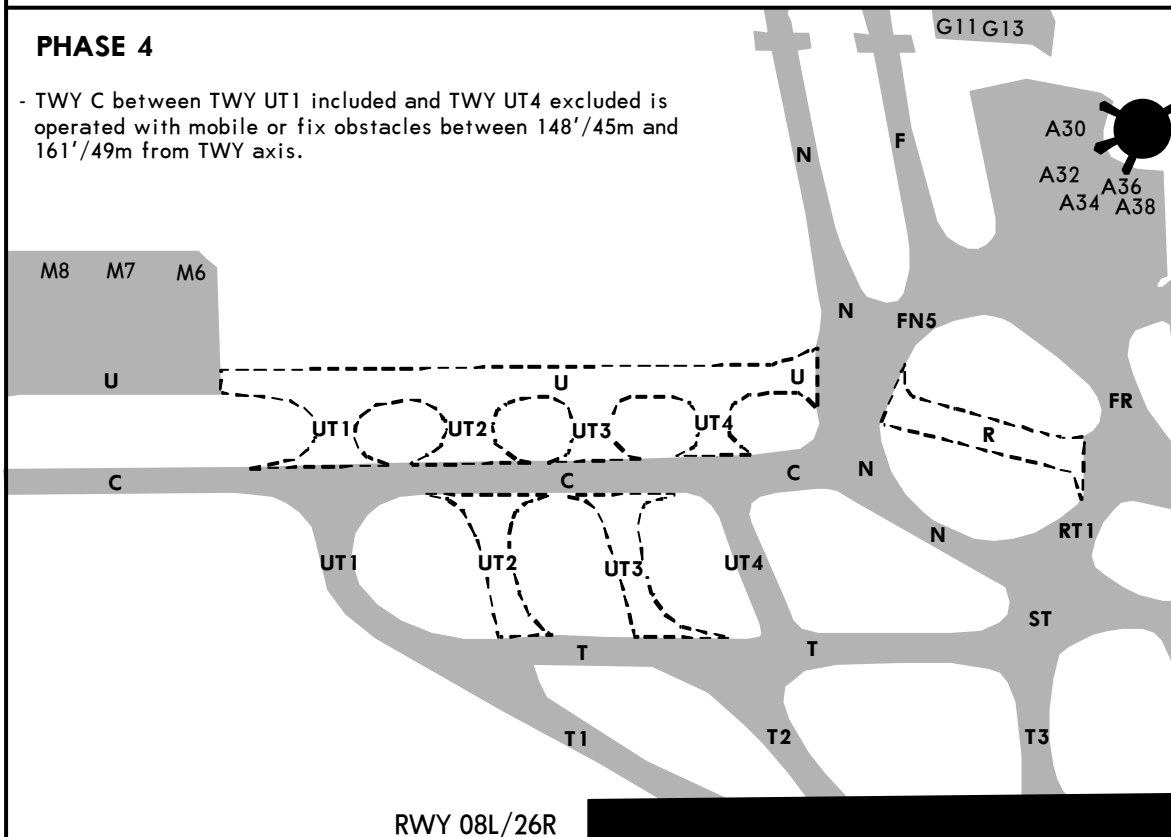 PHASE 4
G11 G13
- TWY C between TWY UT1 included and TWY UT4 excluded is
operated with mobile or fix obstacles between 148'/45m and
161'/49m from TWY axis.
A30
N
F
A32
A36
A34
A38
M8 M7 M6
N
FN5
U
U
U
FR
UT1
UT2
UT3
UT4
R
C
C
C
N
N
RT1
UT1
UT2
UT3
UT4
ST
T
T
T1
T2
T3
RWY 08L/26R